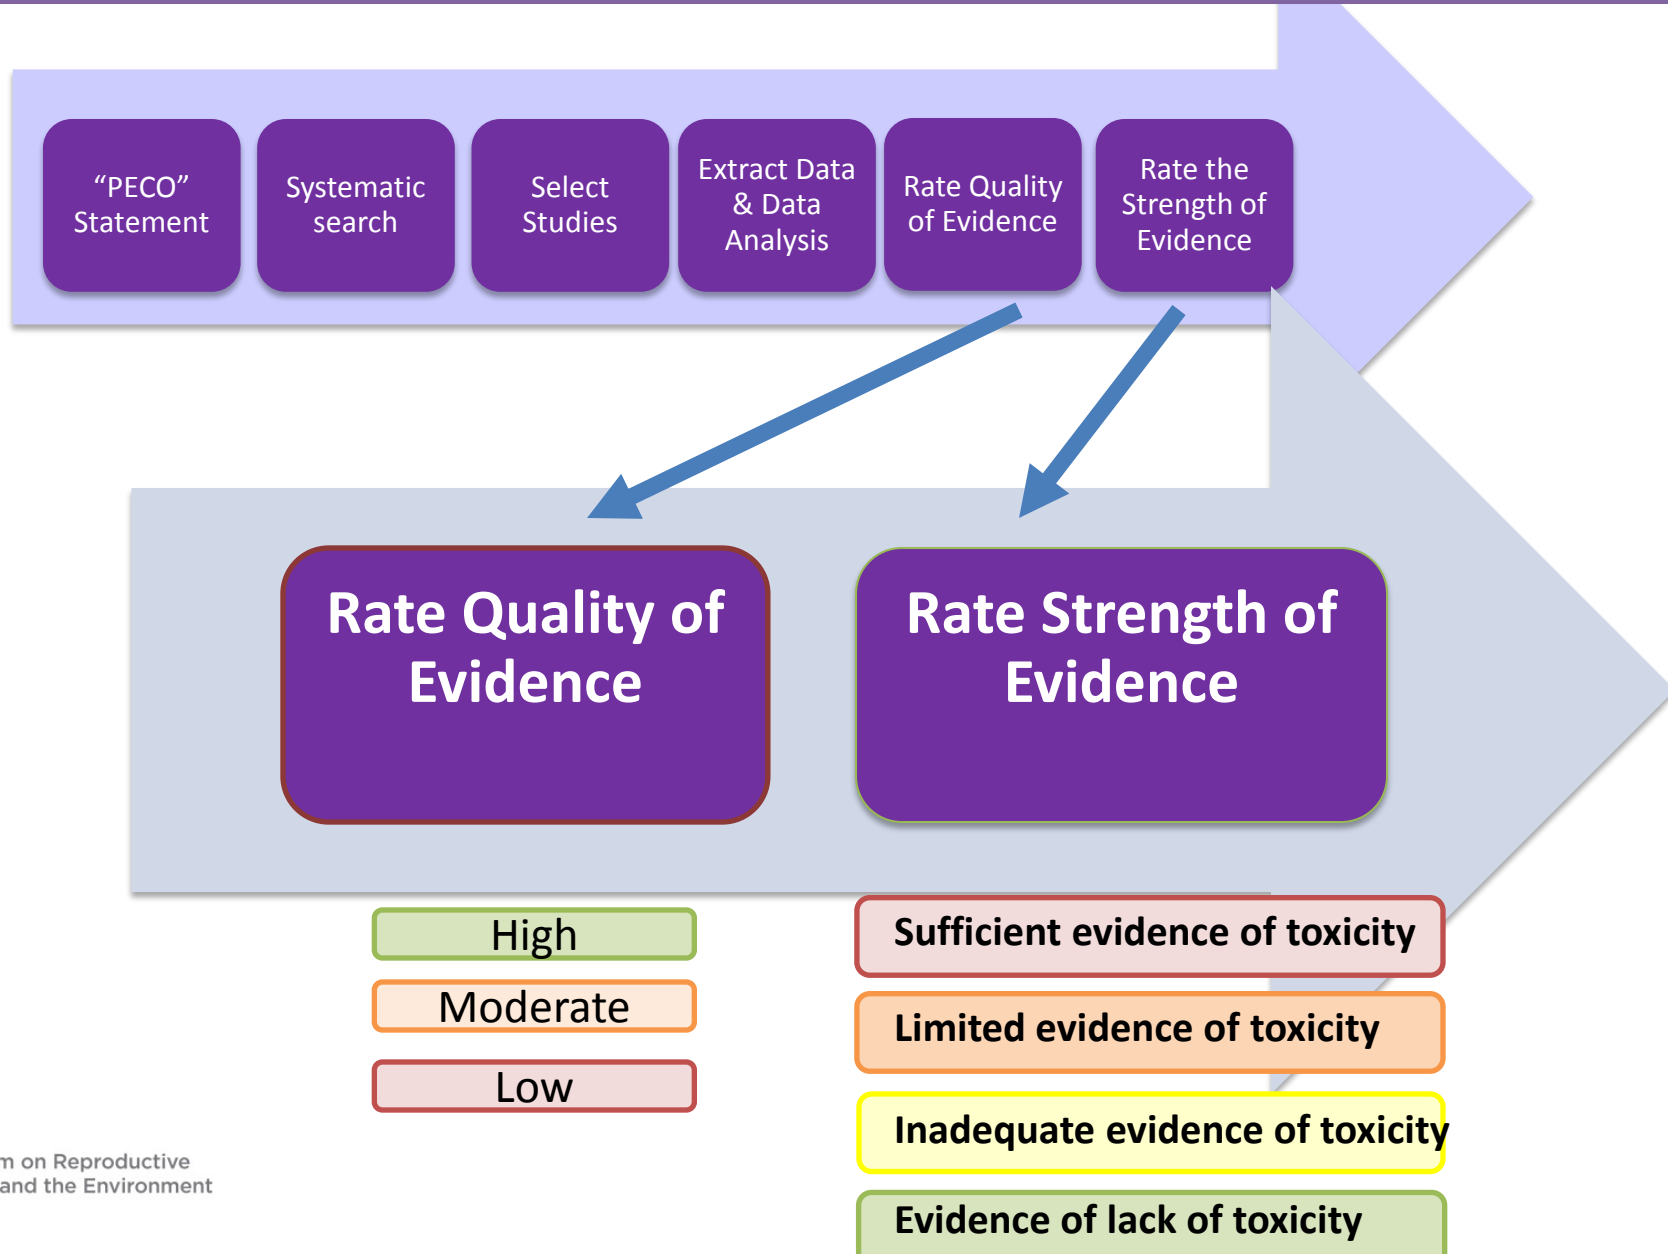 “PECO”
Statement
Systematic
search
Select
Studies
Extract Data
& Data
Analysis
Rate Quality
of Evidence
Rate the
Strength of
Evidence
Rate Quality of
Evidence
Rate Strength of
Evidence
High
Moderate
Low
Sufficient evidence of toxicity
Limited evidence of toxicity
Inadequate evidence of toxicity
Evidence of lack of toxicity
m on Reproductive
and the Environment